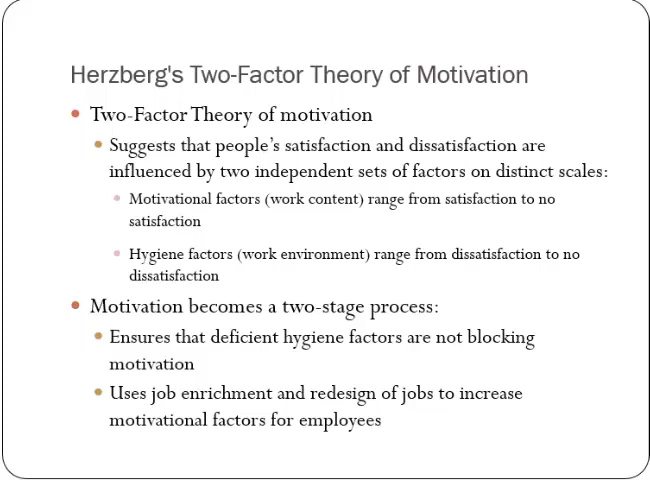 Herzberg's Two-Factor Theory of Motivation
Two-Factor Theory of motivation
Suggests that people's satisfaction and dissatisfaction are
influenced by two independent sets of factors on distinct scales:
Motivational factors (work content) range from satisfaction to no
satisfaction
Hygiene factors (work environment) range from dissatisfaction to no
dissatisfaction
Motivation becomes a two-stage process:
Ensures that deficient hygiene factors are not blocking
motivation
Uses job enrichment and redesign of jobs to increase
motivational factors for employees